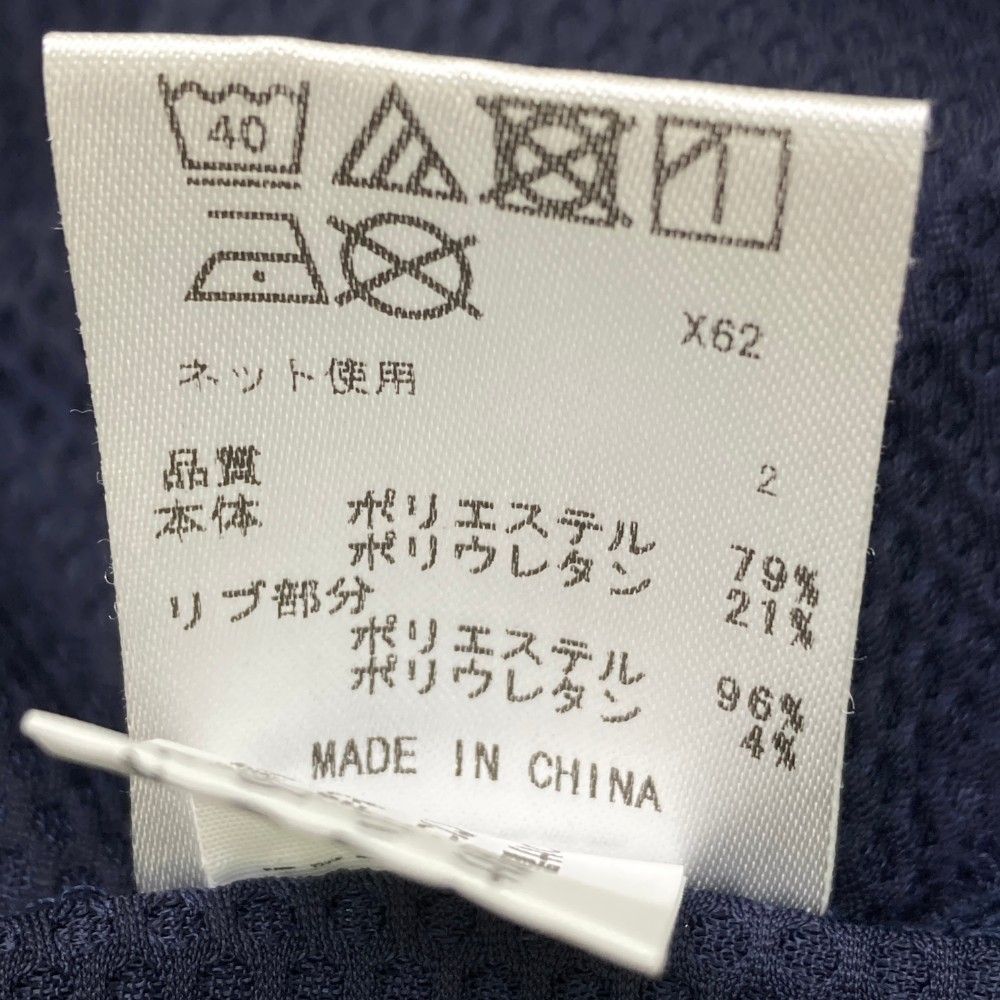 40
X62
ネット使用
2
品質
本体 ポリエステル 79%
ポリウレタン 21%
リブ部分
ポリエステル 96%
ポリウレタン 4%
MADE IN CHINA